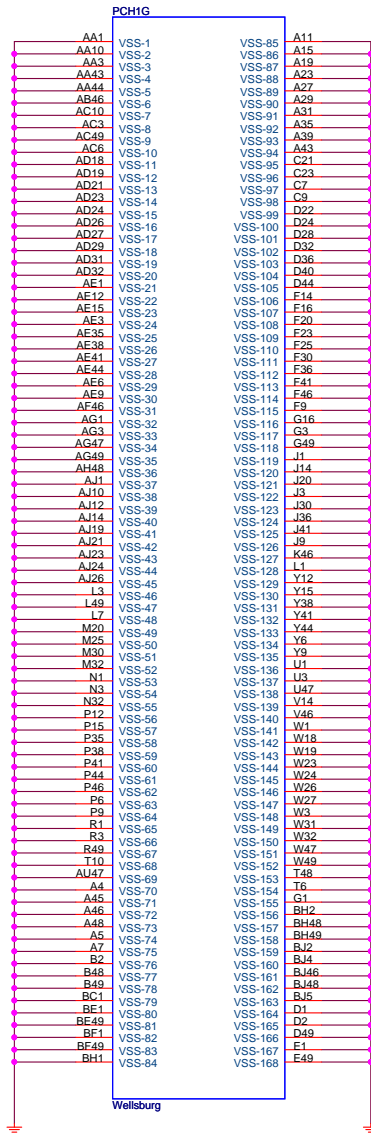 PCH1G
AA1 VSS-1 VSS-85 A11
AA10 VSS-2 VSS-86 A15
AA3 VSS-3 VSS-87 A19
AA43 VSS-4 VSS-88 A23
AA44 VSS-5 VSS-89 A27
AB46 VSS-6 VSS-90 A29
AC10 VSS-7 VSS-91 A31
AC3 VSS-8 VSS-92 A35
AC49 VSS-9 VSS-93 A39
AC6 VSS-10 VSS-94 A43
AD18 VSS-11 VSS-95 C21
AD19 VSS-12 VSS-96 C23
AD21 VSS-13 VSS-97 C7
AD23 VSS-14 VSS-98 C9
AD24 VSS-15 VSS-99 D22
AD26 VSS-16 VSS-100 D24
AD27 VSS-17 VSS-101 D28
AD29 VSS-18 VSS-102 D32
AD31 VSS-19 VSS-103 D36
AD32 VSS-20 VSS-104 D40
AE1 VSS-21 VSS-105 D44
AE12 VSS-22 VSS-106 F14
AE15 VSS-23 VSS-107 F16
AE3 VSS-24 VSS-108 F20
AE35 VSS-25 VSS-109 F23
AE38 VSS-26 VSS-110 F25
AE41 VSS-27 VSS-111 F30
AE44 VSS-28 VSS-112 F36
AE6 VSS-29 VSS-113 F41
AE9 VSS-30 VSS-114 F46
AF46 VSS-31 VSS-115 F9
AG1 VSS-32 VSS-116 G16
AG3 VSS-33 VSS-117 G3
AG47 VSS-34 VSS-118 G49
AG49 VSS-35 VSS-119 J1
AH48 VSS-36 VSS-120 J14
AJ1 VSS-37 VSS-121 J20
AJ10 VSS-38 VSS-122 J3
AJ12 VSS-39 VSS-123 J30
AJ14 VSS-40 VSS-124 J36
AJ19 VSS-41 VSS-125 J41
AJ21 VSS-42 VSS-126 J9
AJ23 VSS-43 VSS-127 K46
AJ24 VSS-44 VSS-128 L1
AJ26 VSS-45 VSS-129 Y12
L3 VSS-46 VSS-130 Y15
L49 VSS-47 VSS-131 Y38
L7 VSS-48 VSS-132 Y41
M20 VSS-49 VSS-133 Y44
M25 VSS-50 VSS-134 Y6
M30 VSS-51 VSS-135 Y9
M32 VSS-52 VSS-136 U1
N1 VSS-53 VSS-137 U3
N3 VSS-54 VSS-138 U47
N32 VSS-55 VSS-139 V14
P12 VSS-56 VSS-140 V46
P15 VSS-57 VSS-141 W1
P35 VSS-58 VSS-142 W18
P38 VSS-59 VSS-143 W19
P41 VSS-60 VSS-144 W23
P44 VSS-61 VSS-145 W24
P46 VSS-62 VSS-146 W26
P6 VSS-63 VSS-147 W27
P9 VSS-64 VSS-148 W3
R1 VSS-65 VSS-149 W31
R3 VSS-66 VSS-150 W32
R49 VSS-67 VSS-151 W47
T10 VSS-68 VSS-152 W49
AU47 VSS-69 VSS-153 T48
A4 VSS-70 VSS-154 T6
A45 VSS-71 VSS-155 G1
A46 VSS-72 VSS-156 BH2
A48 VSS-73 VSS-157 BH48
A5 VSS-74 VSS-158 BH49
A7 VSS-75 VSS-159 BJ2
B2 VSS-76 VSS-160 BJ4
B48 VSS-77 VSS-161 BJ46
B49 VSS-78 VSS-162 BJ48
BC1 VSS-79 VSS-163 BJ5
BE1 VSS-80 VSS-164 D1
BE49 VSS-81 VSS-165 D2
BF1 VSS-82 VSS-166 D49
BF49 VSS-83 VSS-167 E1
BH1 VSS-84 VSS-168 E49
Wellsburg